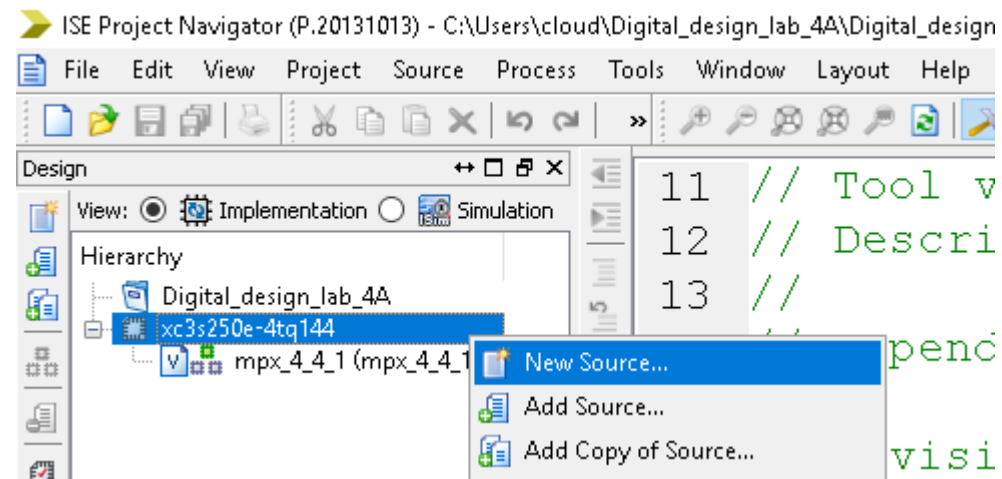 ISE Project Navigator (P.20131013) - C:\Users\cloud\Digital_design_lab_4A\Digital_design
File Edit View Project Source Process Tools Window Layout Help
»
Design
View: Implementation ISim Simulation
Hierarchy
Digital_design_lab_4A
xc3s250e-4tq144
V mpx_4_4_1 (mpx_4_4_1
New Source...
Add Source...
Add Copy of Source...
11 // Tool v
12 // Descri
13 //
pend
visi